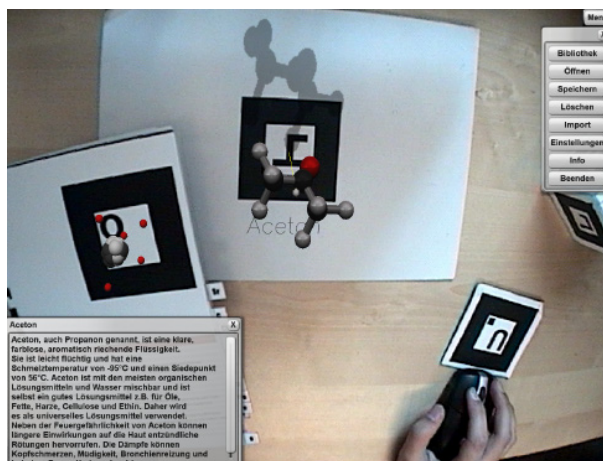 Menü
Bibliothek
Öffnen
Speichern
Löschen
Import
Einstellungen
Info
Beenden
Aceton
Aceton X
Aceton, auch Propanon genannt, ist eine klare,
farblose, aromatisch riechende Flüssigkeit.
Sie ist leicht flüchtig und hat eine
Schmelztemperatur von -95°C und einen Siedepunkt
von 56°C. Aceton ist mit den meisten organischen
Lösungsmitteln und Wasser mischbar und ist
selbst ein gutes Lösungsmittel z.B. für Öle,
Fette, Harze, Cellulose und Ethin. Daher wird
es als universelles Lösungsmittel verwendet.
Neben der Feuergefährlichkeit von Aceton können
längere Einwirkungen auf die Haut entzündliche
Rötungen hervorrufen. Die Dämpfe können
Kopfschmerzen, Müdigkeit, Bronchienreizung und